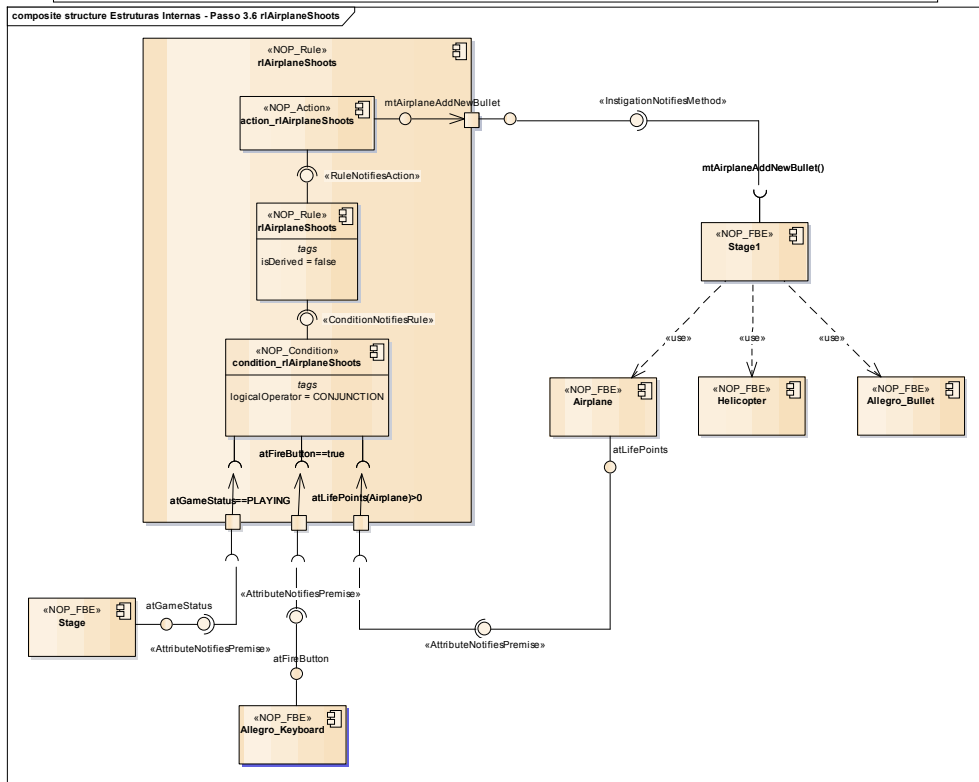 composite structure Estruturas Internas - Passo 3.6 rlAirplaneShoots
«NOP_Rule»
rlAirplaneShoots
«NOP_Action»
action_rlAirplaneShoots
mtAirplaneAddNewBullet
«InstigationNotifiesMethod»
«RuleNotifiesAction»
mtAirplaneAddNewBullet()
«NOP_Rule»
rlAirplaneShoots
tags
isDerived = false
«NOP_FBE»
Stage1
«ConditionNotifiesRule»
«NOP_Condition»
condition_rlAirplaneShoots
tags
logicalOperator = CONJUNCTION
«use»
«use»
«use»
«NOP_FBE»
Airplane
«NOP_FBE»
Helicopter
«NOP_FBE»
Allegro_Bullet
atFireButton==true
atLifePoints
atGameStatus==PLAYING
atLifePoints(Airplane)>0
«NOP_FBE»
Stage
atGameStatus
«AttributeNotifiesPremise»
«AttributeNotifiesPremise»
«AttributeNotifiesPremise»
atFireButton
«NOP_FBE»
Allegro_Keyboard